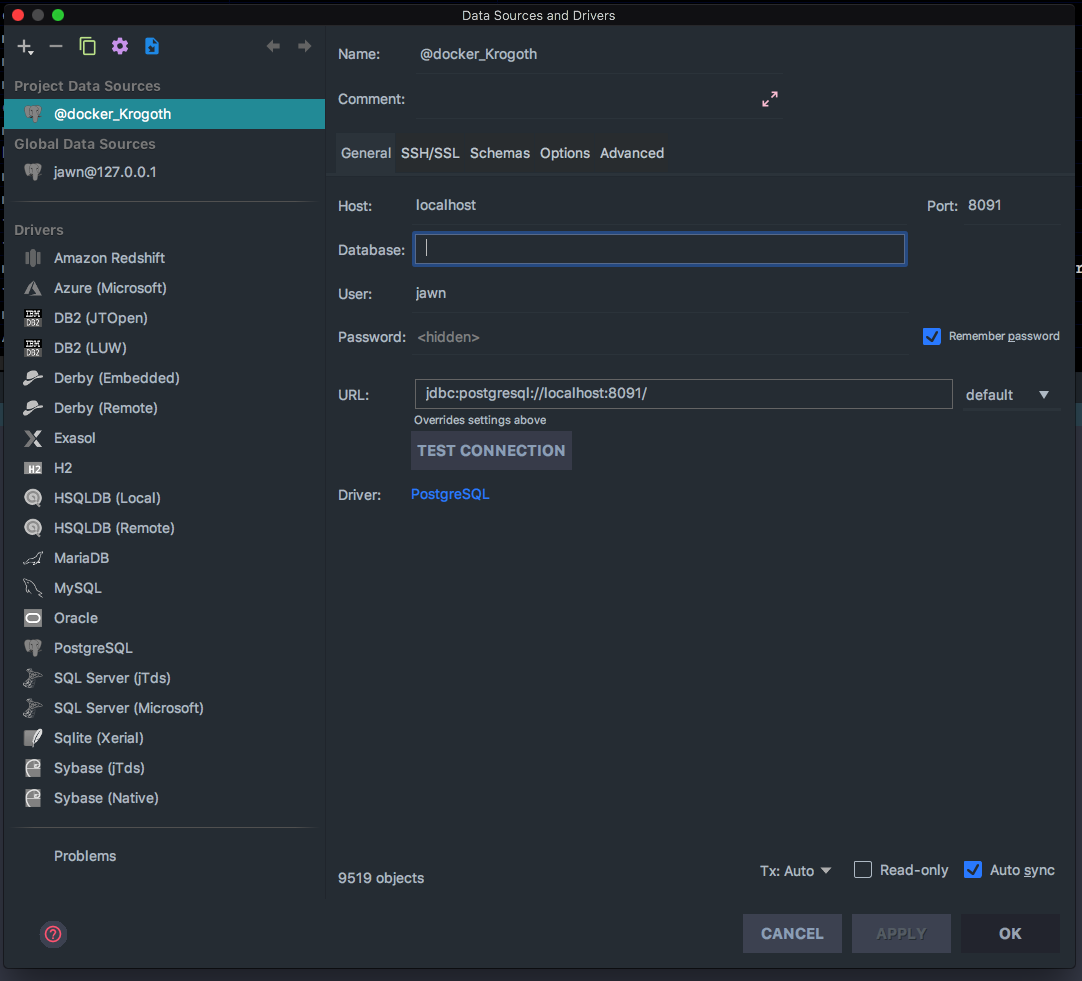 Data Sources and Drivers
Project Data Sources
@docker_Krogoth
Global Data Sources
jawn@127.0.0.1
Drivers
Amazon Redshift
Azure (Microsoft)
IBM DB2 DB2 (JTOpen)
IBM DB2 DB2 (LUW)
Derby (Embedded)
Derby (Remote)
Exasol
H2 H2
HSQLDB (Local)
HSQLDB (Remote)
MariaDB
MySQL
Oracle
PostgreSQL
SQL Server (jTds)
SQL Server (Microsoft)
Sqlite (Xerial)
Sybase (jTds)
Sybase (Native)
Problems
?
Name: @docker_Krogoth
Comment:
General SSH/SSL Schemas Options Advanced
Host: localhost Port: 8091
Database:
User: jawn
Password: <hidden> Remember password
URL: jdbc:postgresql://localhost:8091/ default
Overrides settings above
TEST CONNECTION
Driver: PostgreSQL
9519 objects Tx: Auto Read-only Auto sync
CANCEL APPLY OK